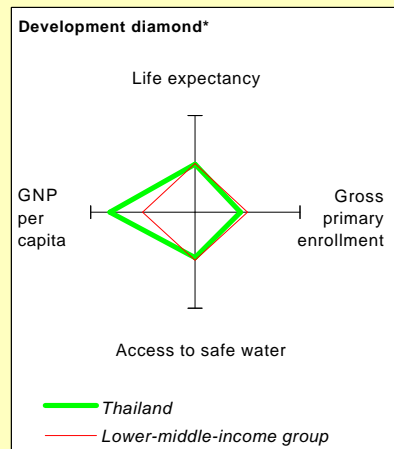 Development diamond*
Life expectancy
GNP
per
capita
Gross
primary
enrollment
Access to safe water
Thailand
Lower-middle-income group